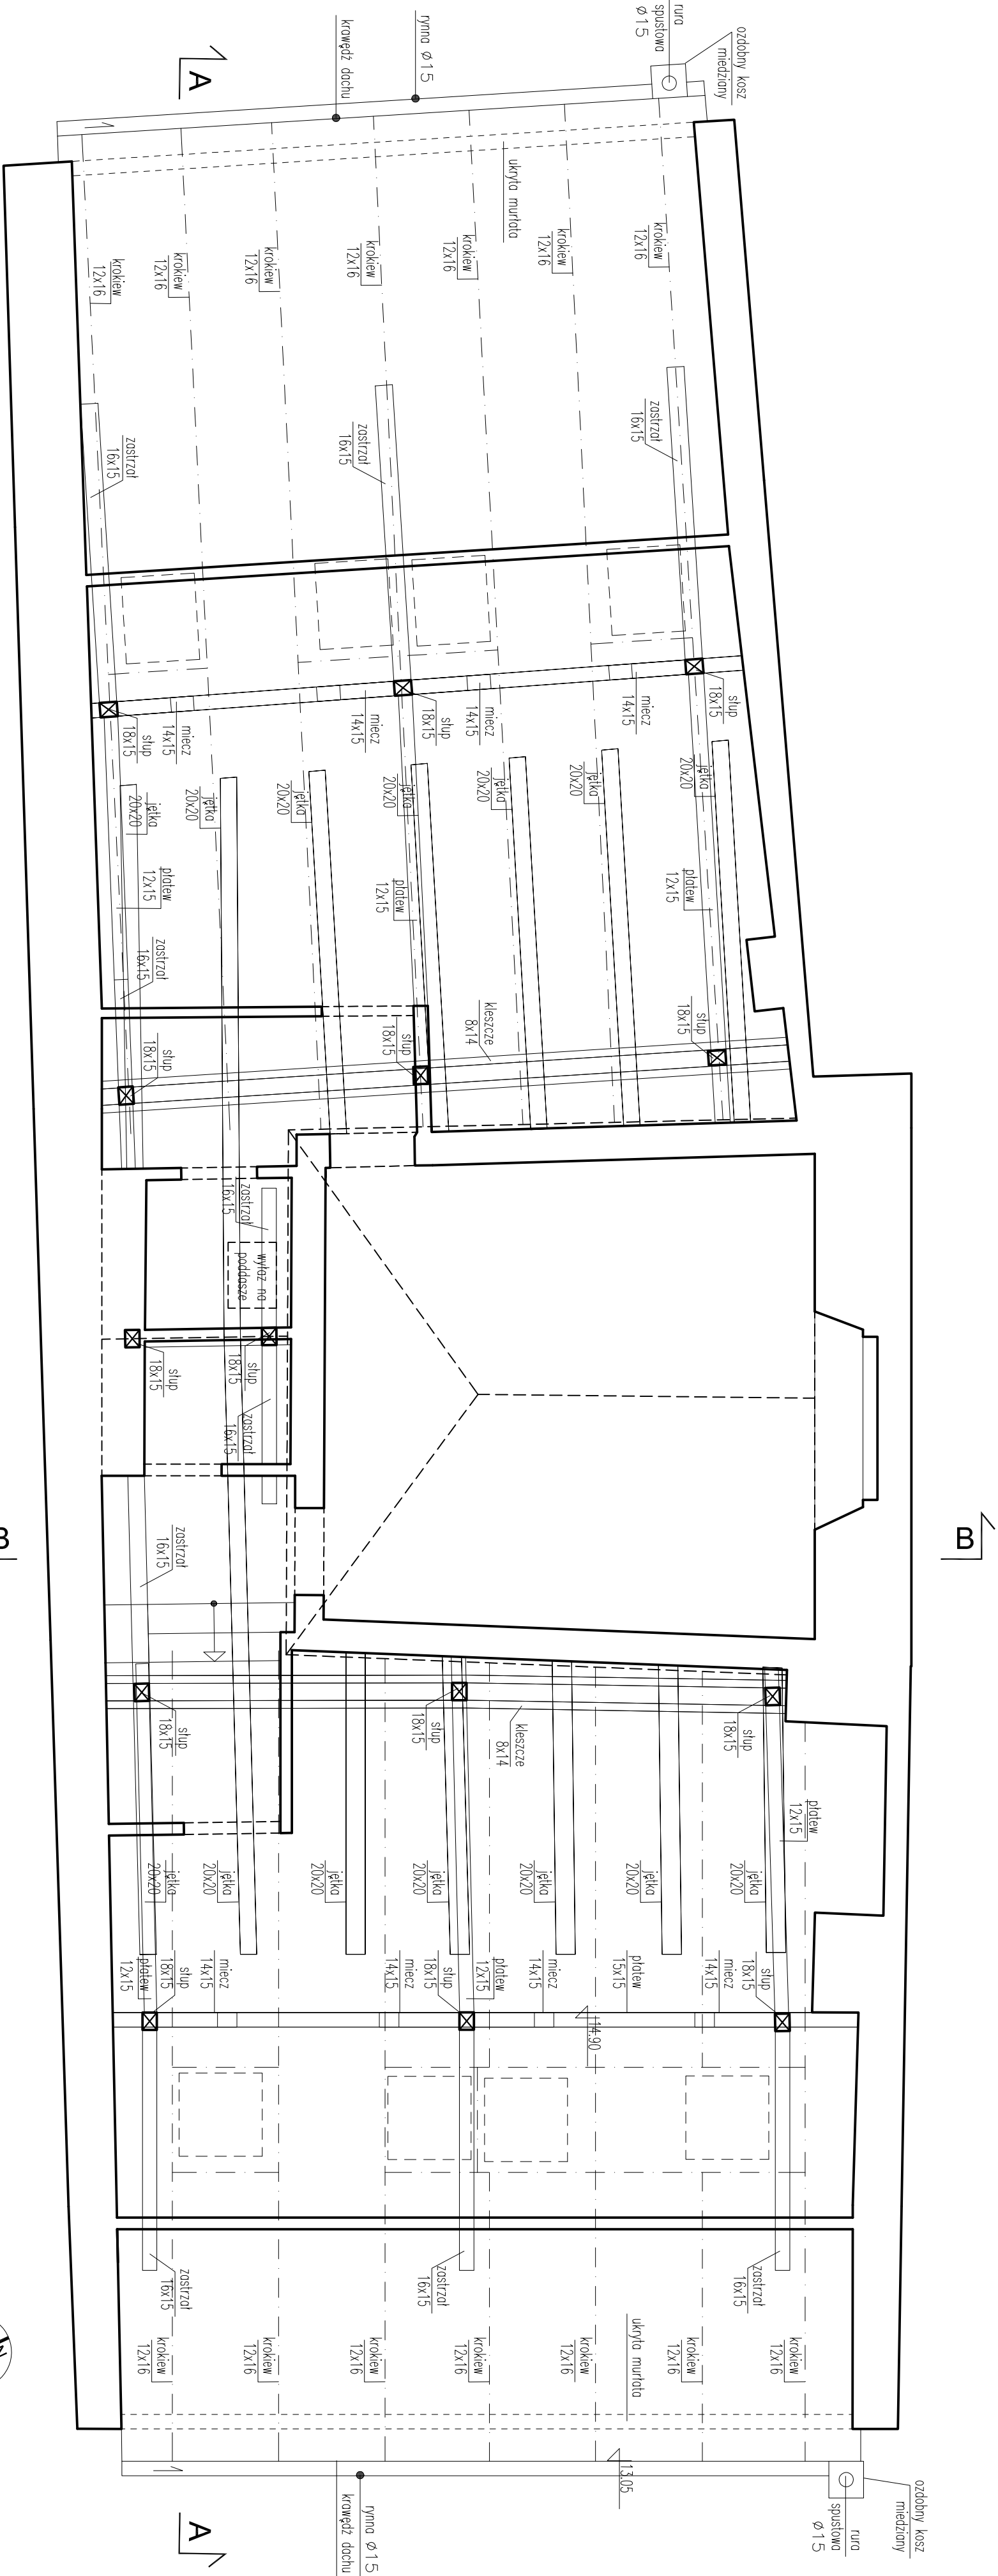 rura
spustowa
Ø15
ozdobny kosz
miedziany
rynna Ø15
krawędź dachu
A
ukryta murłata
krokiew
12x16
krokiew
12x16
krokiew
12x16
krokiew
12x16
krokiew
12x16
krokiew
12x16
krokiew
12x16
zastrzał
16x15
zastrzał
16x15
zastrzał
16x15
słup
18x15
miecz
14x15
miecz
14x15
słup
18x15
miecz
14x15
miecz
14x15
słup
18x15
jętka
20x20
jętka
20x20
jętka
20x20
jętka
20x20
jętka
20x20
jętka
20x20
jętka
20x20
płatew
12x15
płatew
12x15
płatew
12x15
zastrzał
16x15
kleszcze
8x14
słup
18x15
słup
18x15
słup
18x15
zastrzał
16x15
wyłaz na
poddasze
słup
18x15
słup
18x15
zastrzał
16x15
B
B
zastrzał
16x15
słup
18x15
słup
18x15
słup
18x15
kleszcze
8x14
płatew
12x15
jętka
20x20
jętka
20x20
jętka
20x20
jętka
20x20
jętka
20x20
jętka
20x20
jętka
20x20
słup
18x15
miecz
14x15
płatew
15x15
miecz
14x15
płatew
12x15
słup
18x15
miecz
14x15
miecz
14x15
słup
18x15
płatew
12x15
14.90
zastrzał
16x15
zastrzał
16x15
zastrzał
16x15
krokiew
12x16
krokiew
12x16
ukryta murłata
krokiew
12x16
krokiew
12x16
krokiew
12x16
krokiew
12x16
krokiew
12x16
N
13.05
ozdobny kosz
miedziany
rura
spustowa
Ø15
rynna Ø15
krawędź dachu
A